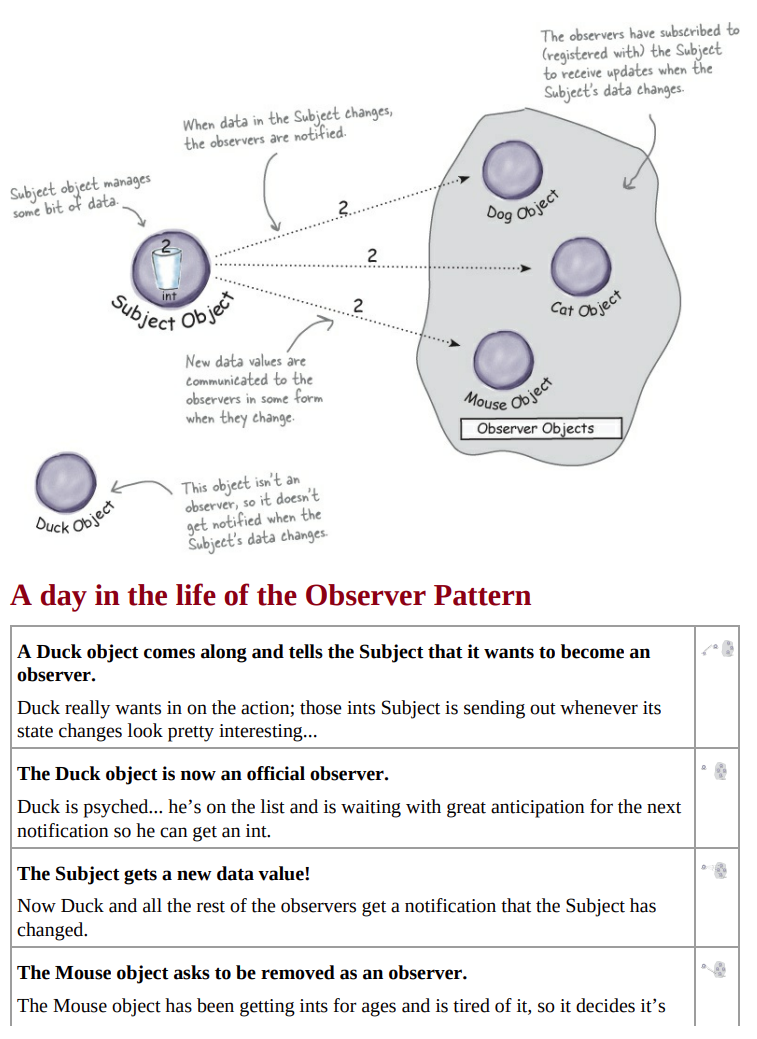 The observers have subscribed to
(registered with) the Subject
to receive updates when the
Subject's data changes.
When data in the Subject changes,
the observers are notified.
Subject object manages
some bit of data.
2
int
Subject Object
2
2
2
Dog Object
Cat Object
Mouse Object
Observer Objects
New data values are
communicated to the
observers in some form
when they change.
Duck Object
This object isn't an
observer, so it doesn't
get notified when the
Subject's data changes.
A day in the life of the Observer Pattern
A Duck object comes along and tells the Subject that it wants to become an
observer.
Duck really wants in on the action; those ints Subject is sending out whenever its
state changes look pretty interesting...
The Duck object is now an official observer.
Duck is psyched... he’s on the list and is waiting with great anticipation for the next
notification so he can get an int.
The Subject gets a new data value!
Now Duck and all the rest of the observers get a notification that the Subject has
changed.
The Mouse object asks to be removed as an observer.
The Mouse object has been getting ints for ages and is tired of it, so it decides it’s